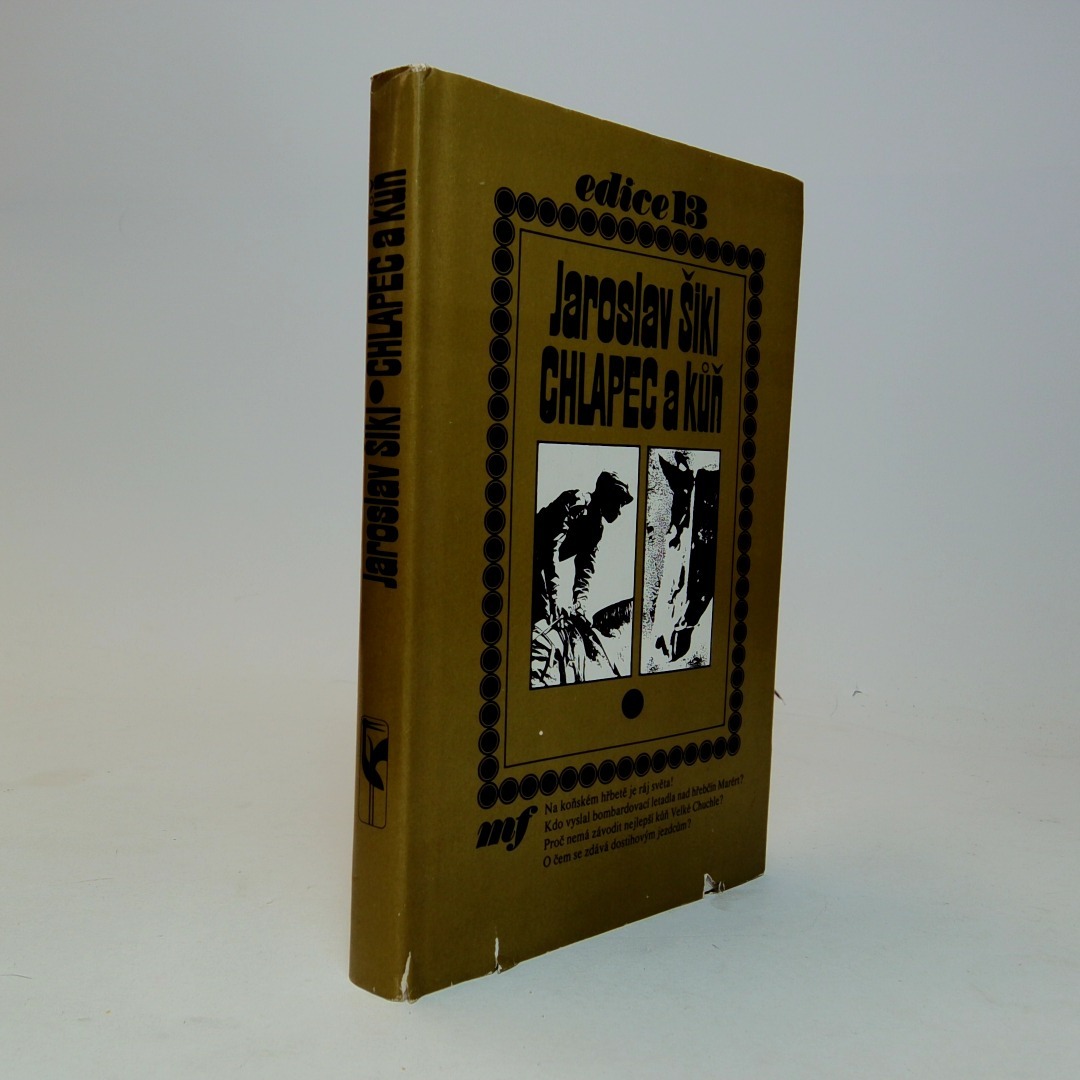 Jaroslav Šikl • CHLAPEC a kůň
edice 13
Jaroslav Šikl
CHLAPEC a kůň
mf
Na koňském hřbetě je ráj světa!
Kdo vyslal bombardovací letadla nad hřebčín Marért?
Proč nemá závodit nejlepší kůň Velké Chuchle?
O čem se zdává dostihovým jezdcům?